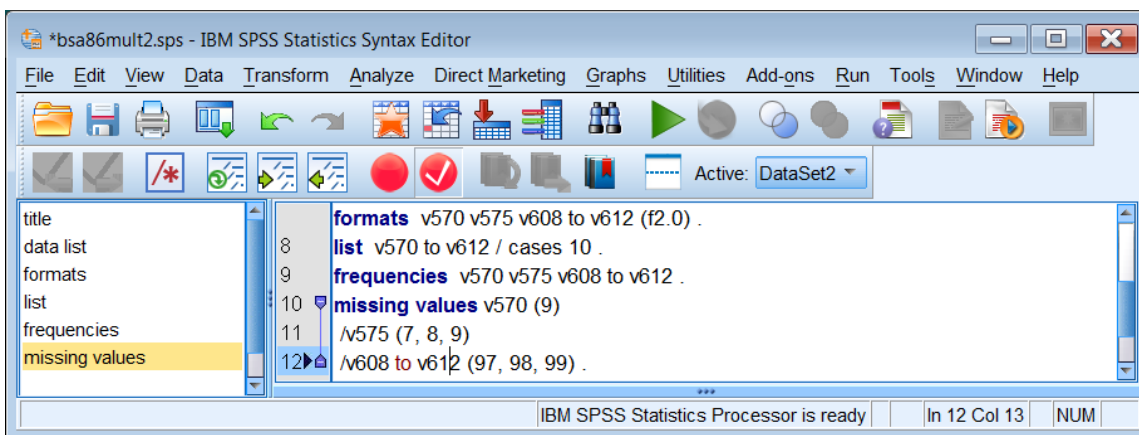 *bsa86mult2.sps - IBM SPSS Statistics Syntax Editor
File Edit View Data Transform Analyze Direct Marketing Graphs Utilities Add-ons Run Tools Window Help
/*
Active: DataSet2
title
data list
formats
list
frequencies
missing values
formats v570 v575 v608 to v612 (f2.0) .
8 list v570 to v612 / cases 10 .
9 frequencies v570 v575 v608 to v612 .
10 missing values v570 (9)
11 /v575 (7, 8, 9)
12 /v608 to v612 (97, 98, 99) .
IBM SPSS Statistics Processor is ready In 12 Col 13 NUM